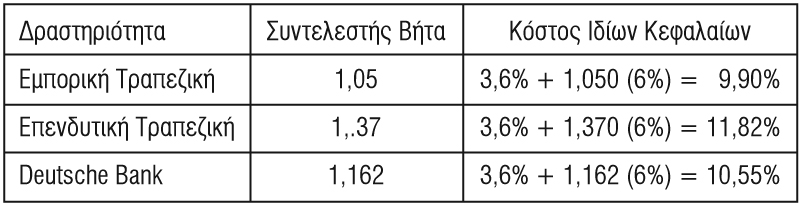 Δραστηριότητα Συντελεστής Βήτα Κόστος Ιδίων Κεφαλαίων
Εμπορική Τραπεζική 1,05 3,6% + 1,050 (6%) = 9,90%
Επενδυτική Τραπεζική 1,.37 3,6% + 1,370 (6%) = 11,82%
Deutsche Bank 1,162 3,6% + 1,162 (6%) = 10,55%